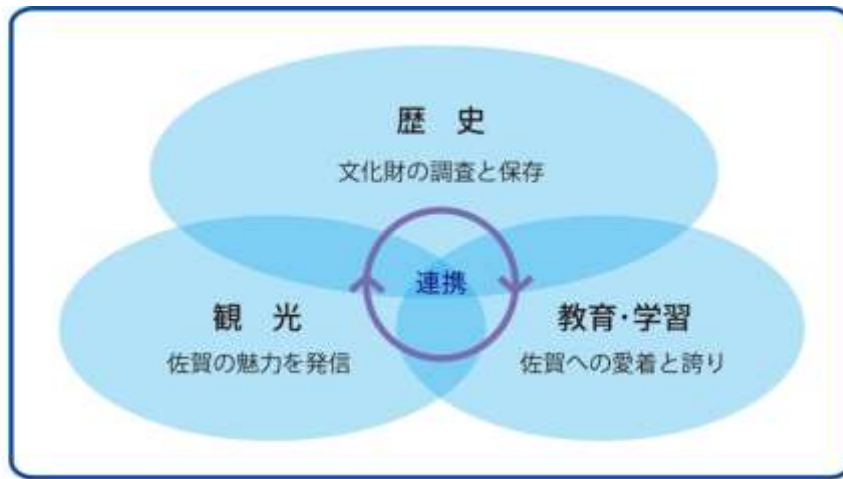 歴　史
文化財の調査と保存
連携
観　光
佐賀の魅力を発信
教育・学習
佐賀への愛着と誇り